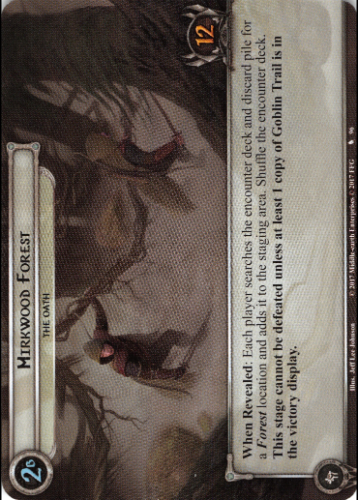 2B
MIRKWOOD FOREST
THE OATH
12
When Revealed: Each player searches the encounter deck and discard pile for
a Forest location and adds it to the staging area. Shuffle the encounter deck.
This stage cannot be defeated unless at least 1 copy of Goblin Trail is in
the victory display.
Illus. Jeff Lee Johnson
© 2017 Middle-earth Enterprises © 2017 FFG